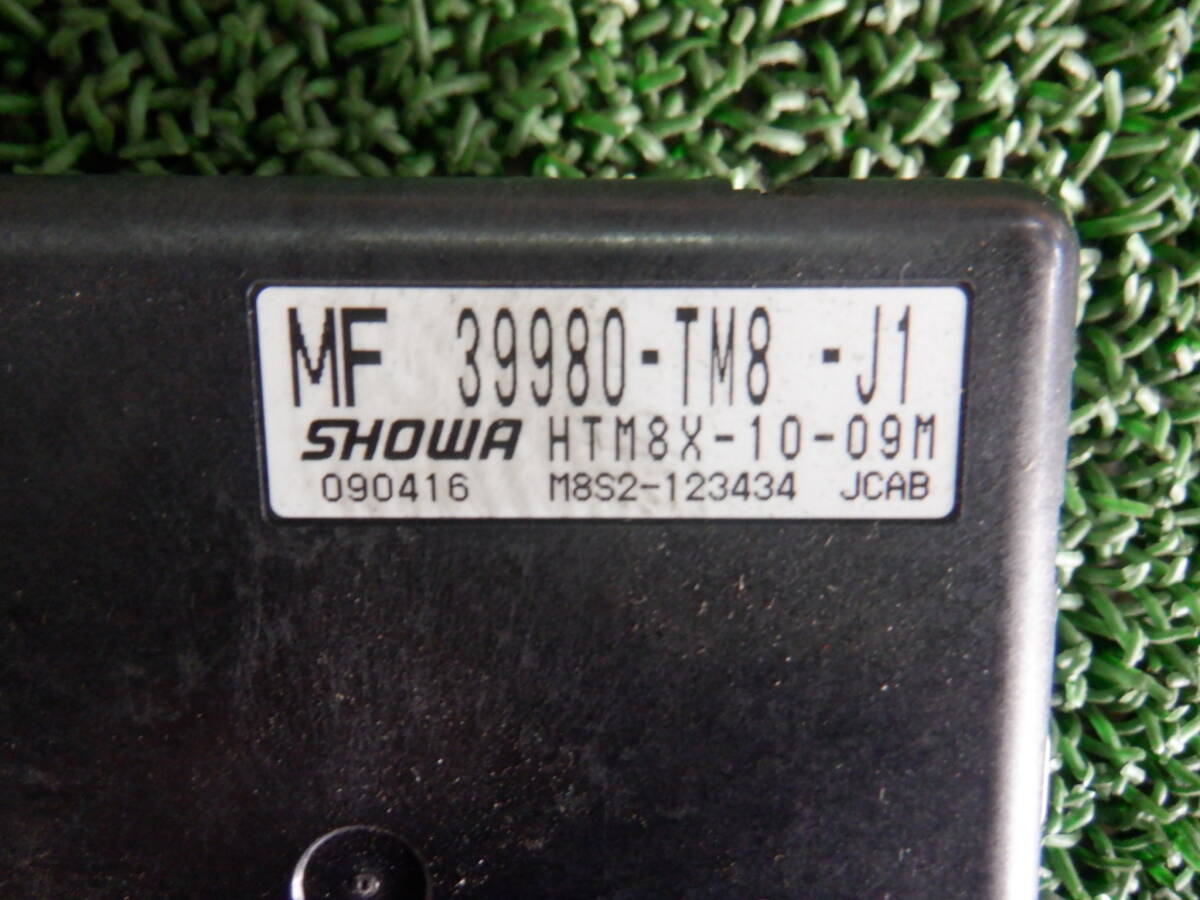 MF 39980-TM8 -J1
SHOWA HTM8X-10-09M
090416 M8S2-123434 JCAB